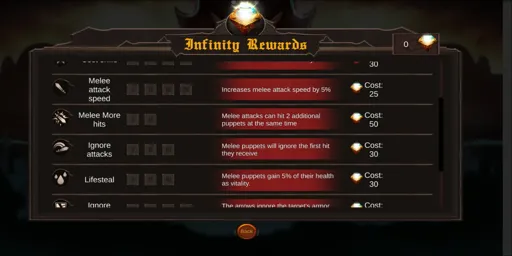 Infinity Rewards
0
30
Melee
attack
speed
Increases melee attack speed by 5%
Cost:
25
Melee More
hits
Melee attacks can hit 2 additional
puppets at the same time
Cost:
50
Ignore
attacks
Melee puppets will ignore the first hit
they receive
Cost:
30
Lifesteal
Melee puppets gain 5% of their health
as vitality
Cost:
30
Ignore
The arrows ignore the target's armor
Cost:
Back